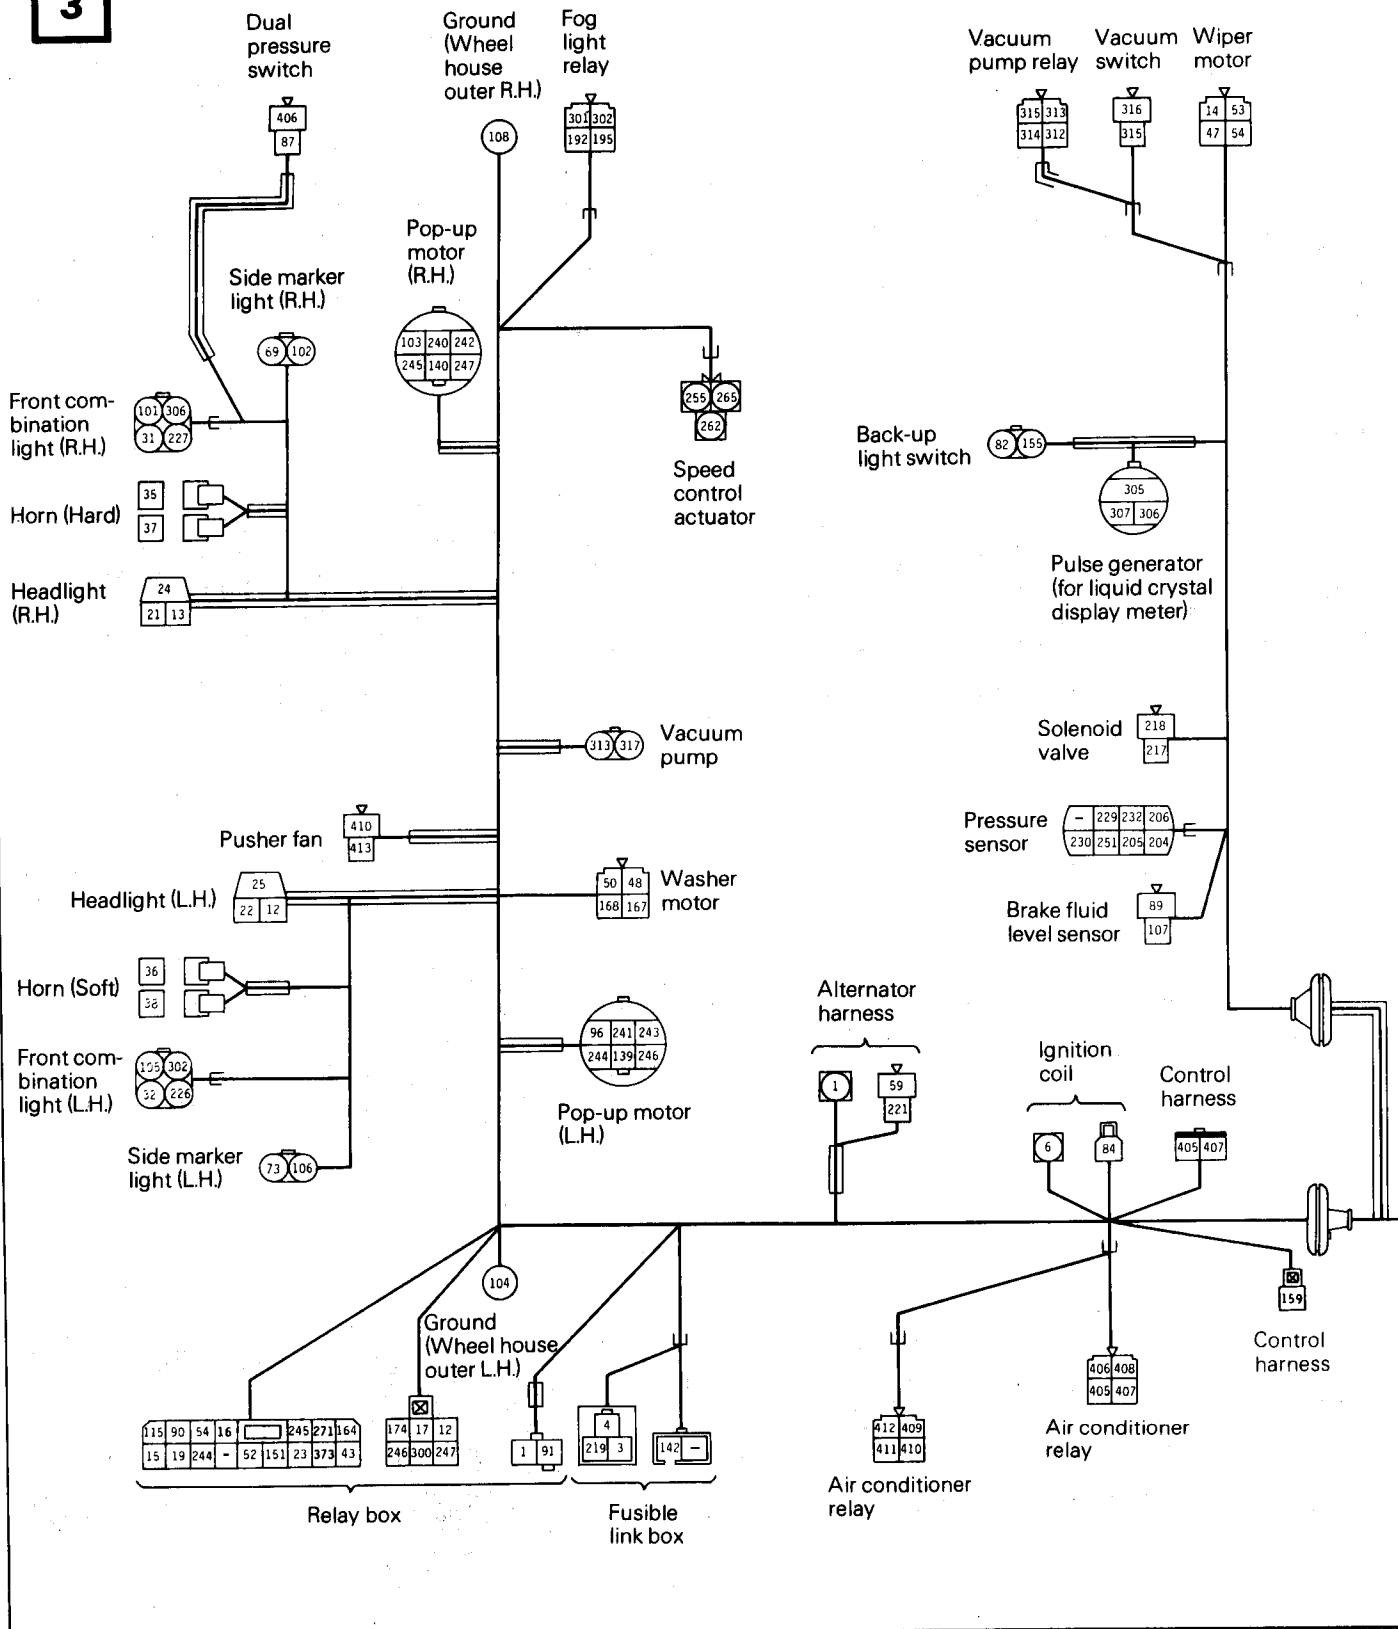 3
Dual
pressure
switch
406
87
Ground
(Wheel
house
outer R.H.)
108
Fog
light
relay
301 302
192 195
Vacuum
pump relay
315 313
314 312
Vacuum
switch
316
315
Wiper
motor
14 53
47 54
Pop-up
motor
(R.H.)
103 240 242
245 140 247
Side marker
light (R.H.)
69 102
Front com-
bination
light (R.H.)
101 306
31 227
255 265
262
Speed
control
actuator
Back-up
light switch
82 155
305
307 306
Pulse generator
(for liquid crystal
display meter)
Horn (Hard)
35
37
Headlight
(R.H.)
24
21 13
Vacuum
pump
313 317
Solenoid
valve
218
217
Pusher fan
410
413
Pressure
sensor
– 229 232 206
230 251 205 204
Headlight (L.H.)
25
22 12
Washer
motor
50 48
168 167
Brake fluid
level sensor
89
107
Horn (Soft)
36
38
96 241 243
244 139 246
Pop-up motor
(L.H.)
Front com-
bination
light (L.H.)
105 302
32 226
Side marker
light (L.H.)
73 106
Alternator
harness
1
59
221
Ignition
coil
6
84
Control
harness
405 407
104
Ground
(Wheel house
outer L.H.)
159
Control
harness
406 408
405 407
Air conditioner
relay
412 409
411 410
Air conditioner
relay
115 90 54 16 245 271 164
15 19 244 – 52 151 23 373 43
174 17 12
246 300 247
1 91
Relay box
4
219 3
142 –
Fusible
link box